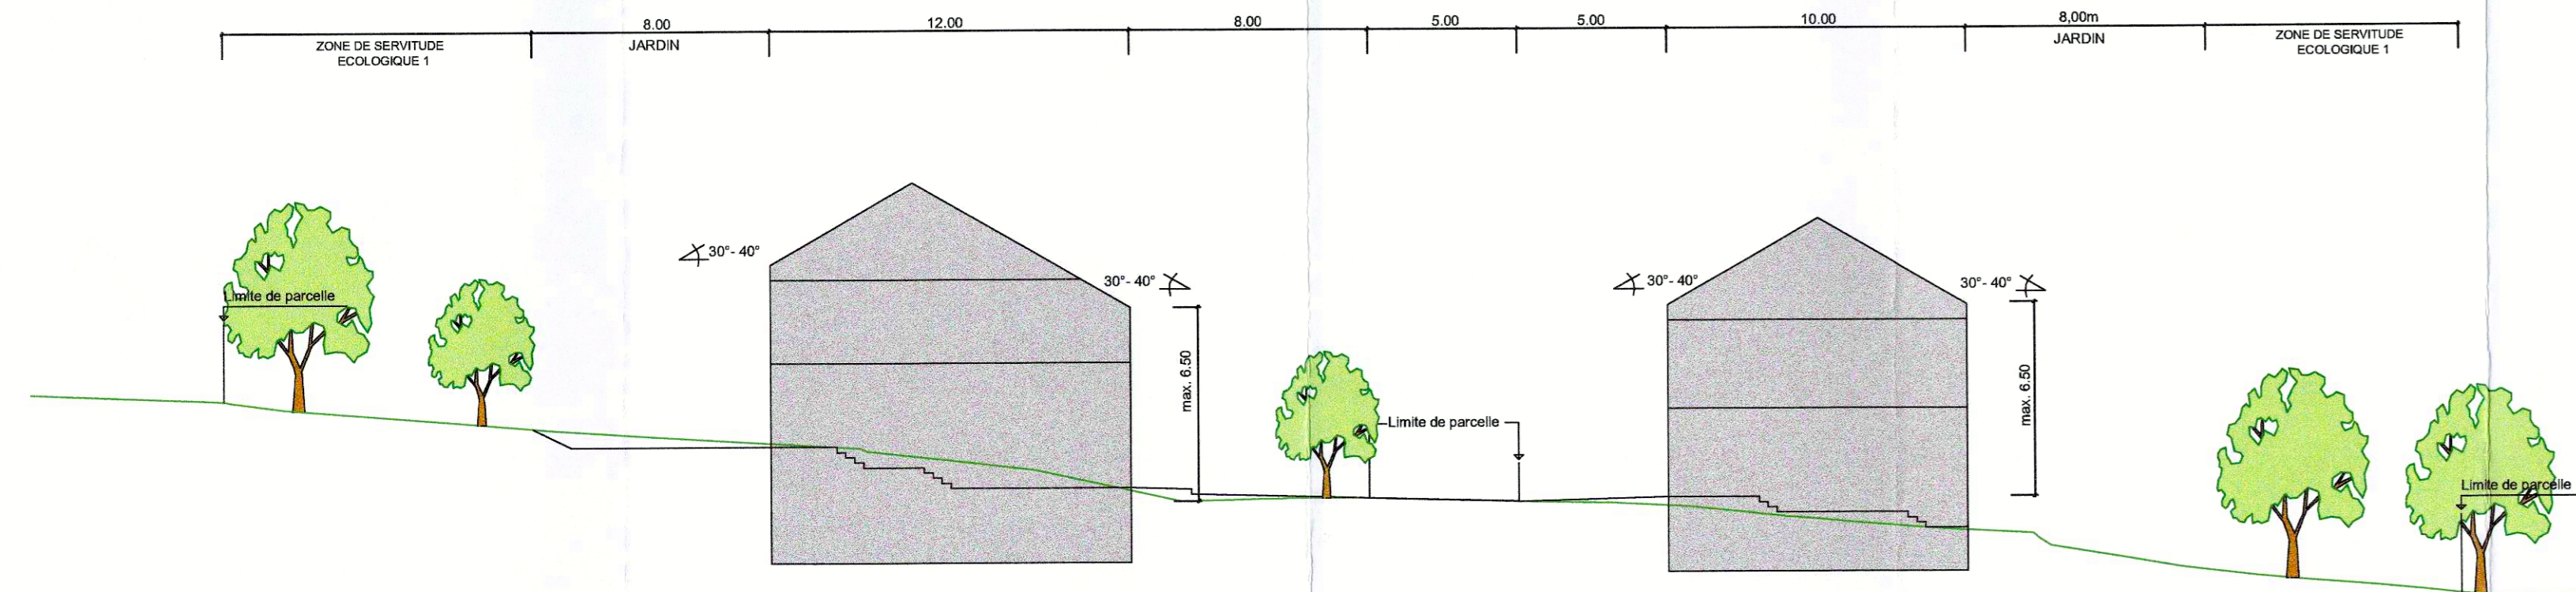 8.00
12.00
8.00
5.00
5.00
10.00
8,00m
ZONE DE SERVITUDE
ECOLOGIQUE 1
JARDIN
JARDIN
ZONE DE SERVITUDE
ECOLOGIQUE 1
30°- 40°
30°- 40°
30°- 40°
30°- 40°
Limite de parcelle
max. 6.50
Limite de parcelle
max. 6.50
Limite de parcelle